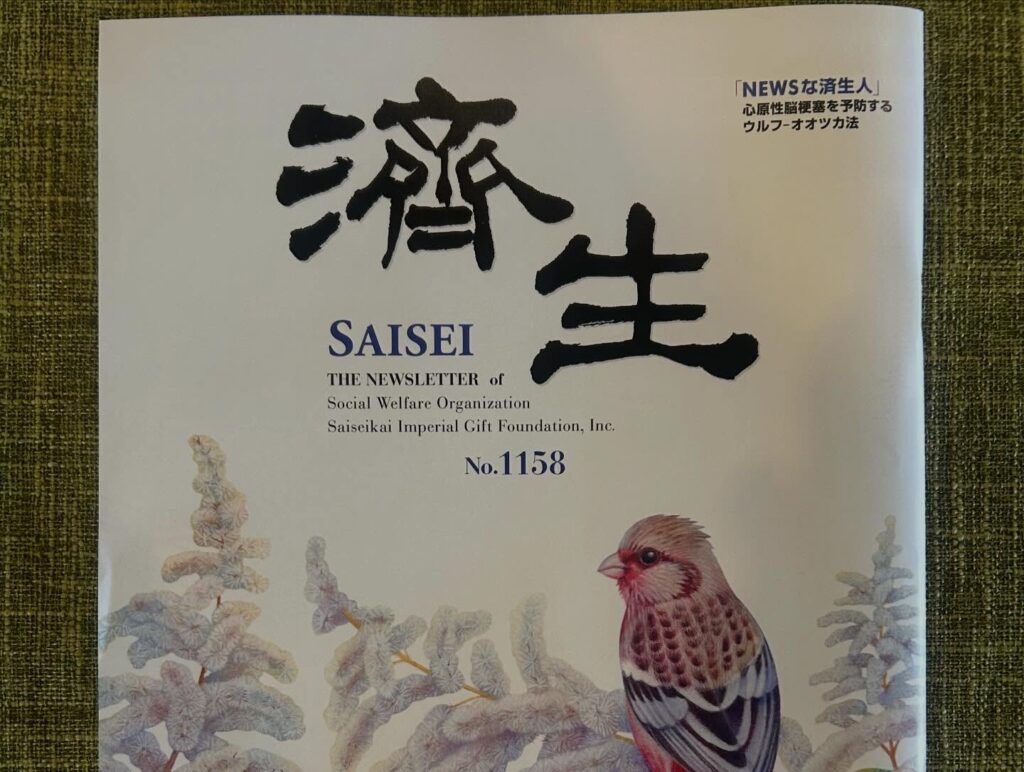 「NEWSな済生人」
心原性脳梗塞を予防する
ウルフ-オオツカ法
濟生
SAISEI
THE NEWSLETTER of
Social Welfare Organization
Saiseikai Imperial Gift Foundation, Inc.
No.1158